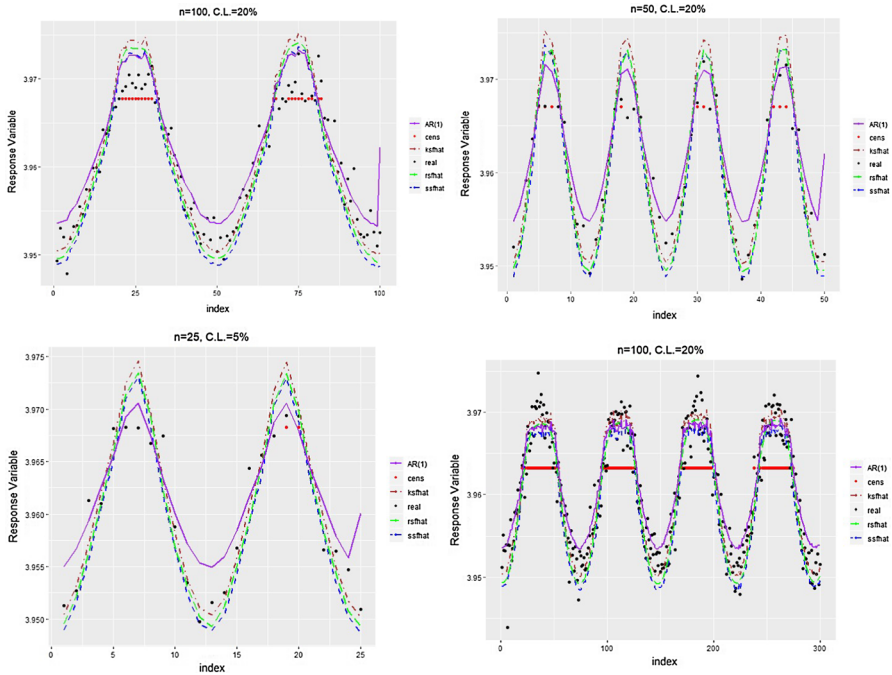 n=100, C.L.=20%
Response Variable
3.97
3.96
3.95
0
25
50
75
100
index
AR(1)
cens
ksfhat
real
rsfhat
ssfhat
n=50, C.L.=20%
Response Variable
3.97
3.96
3.95
0
10
20
30
40
50
index
AR(1)
cens
ksfhat
real
rsfhat
ssfhat
n=25, C.L.=5%
Response Variable
3.975
3.970
3.965
3.960
3.955
3.950
0
5
10
15
20
25
index
AR(1)
cens
ksfhat
real
rsfhat
ssfhat
n=100, C.L.=20%
Response Variable
3.97
3.96
3.95
0
100
200
300
index
AR(1)
cens
ksfhat
real
rsfhat
ssfhat